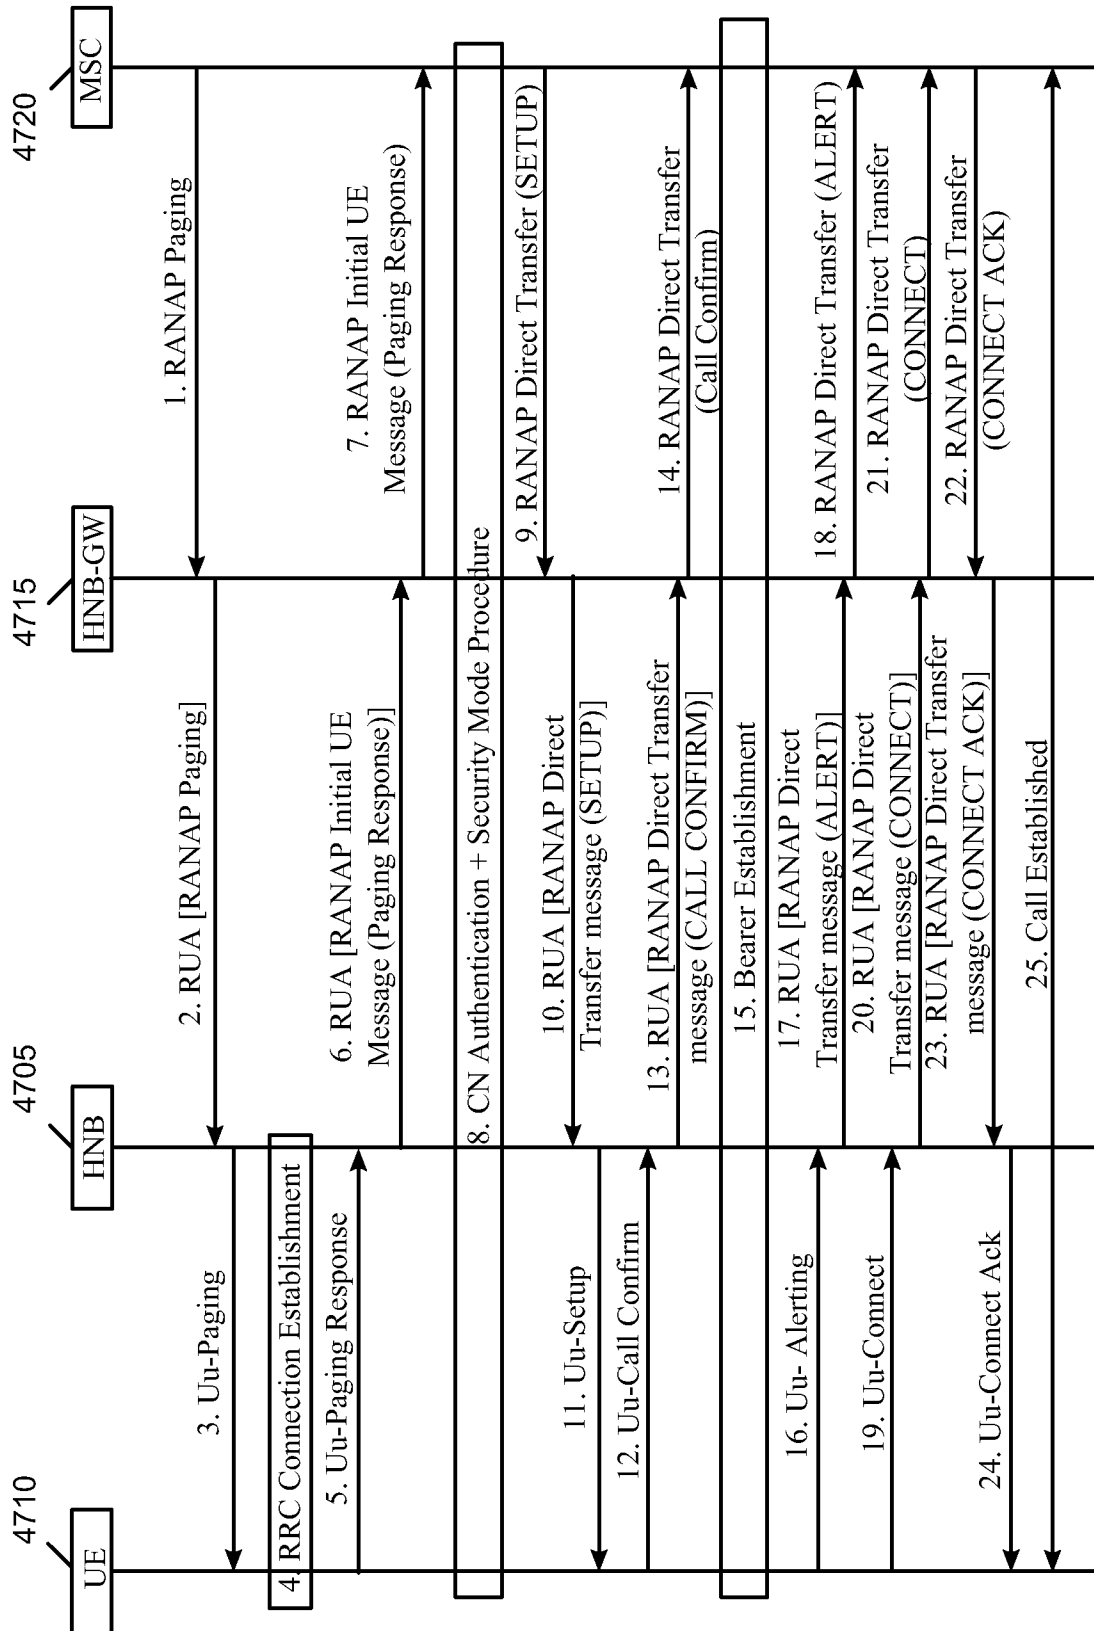 4710
4705
4715
4720
UE
HNB
HNB-GW
MSC
1. RANAP Paging
2. RUA [RANAP Paging]
3. Uu-Paging
4. RRC Connection Establishment
5. Uu-Paging Response
6. RUA [RANAP Initial UE
Message (Paging Response)]
7. RANAP Initial UE
Message (Paging Response)
8. CN Authentication + Security Mode Procedure
9. RANAP Direct Transfer (SETUP)
10. RUA [RANAP Direct
Transfer message (SETUP)]
11. Uu-Setup
12. Uu-Call Confirm
13. RUA [RANAP Direct Transfer
message (CALL CONFIRM)]
14. RANAP Direct Transfer
(Call Confirm)
15. Bearer Establishment
16. Uu- Alerting
17. RUA [RANAP Direct
Transfer message (ALERT)]
18. RANAP Direct Transfer (ALERT)
19. Uu-Connect
20. RUA [RANAP Direct
Transfer message (CONNECT)]
21. RANAP Direct Transfer
(CONNECT)
22. RANAP Direct Transfer
(CONNECT ACK)
23. RUA [RANAP Direct Transfer
message (CONNECT ACK)]
24. Uu-Connect Ack
25. Call Established